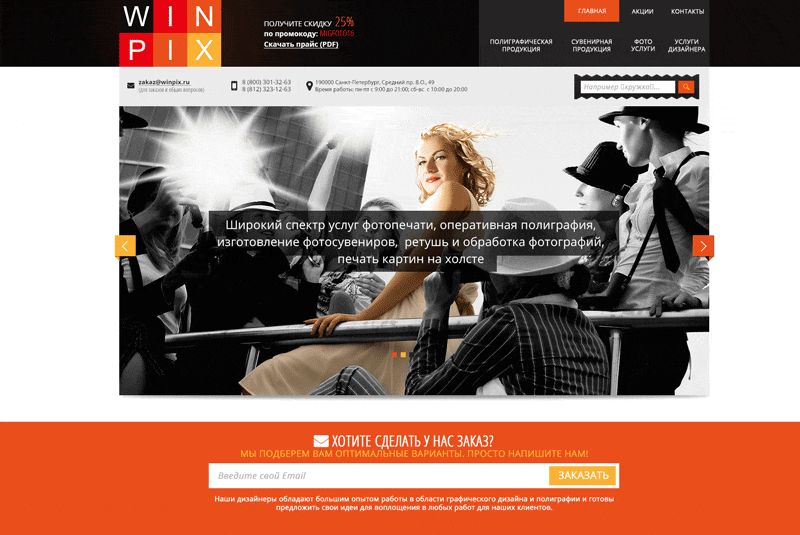 WIN
PIX
ПОЛУЧИТЕ СКИДКУ 25%
по промокоду:
Скачать прайс (PDF)
ГЛАВНАЯ
АКЦИИ
КОНТАКТЫ
ПОЛИГРАФИЧЕСКАЯ
ПРОДУКЦИЯ
СУВЕНИРНАЯ
ПРОДУКЦИЯ
ФОТО
УСЛУГИ
УСЛУГИ
ДИЗАЙНЕРА
zakaz@winpix.ru
(Для заказов и общих вопросов)
8 (800) 301-32-63
8 (812) 323-12-63
190000 Санкт-Петербург, Средний пр. В.О., 49
Время работы: пн-пт с 9:00 до 21:00; сб-вс с 10:00 до 20:00
Например
Широкий спектр услуг фотопечати, оперативная полиграфия,
изготовление фотосувениров, ретушь и обработка фотографий,
печать картин на холсте
ХОТИТЕ СДЕЛАТЬ У НАС ЗАКАЗ?
МЫ ПОДБЕРЕМ ВАМ ОПТИМАЛЬНЫЕ ВАРИАНТЫ. ПРОСТО НАПИШИТЕ НАМ!
Введите свой Email
ЗАКАЗАТЬ
Наши дизайнеры обладают большим опытом работы в области графического дизайна и полиграфии и готовы
предложить свои идеи для воплощения в любых работ для наших клиентов.